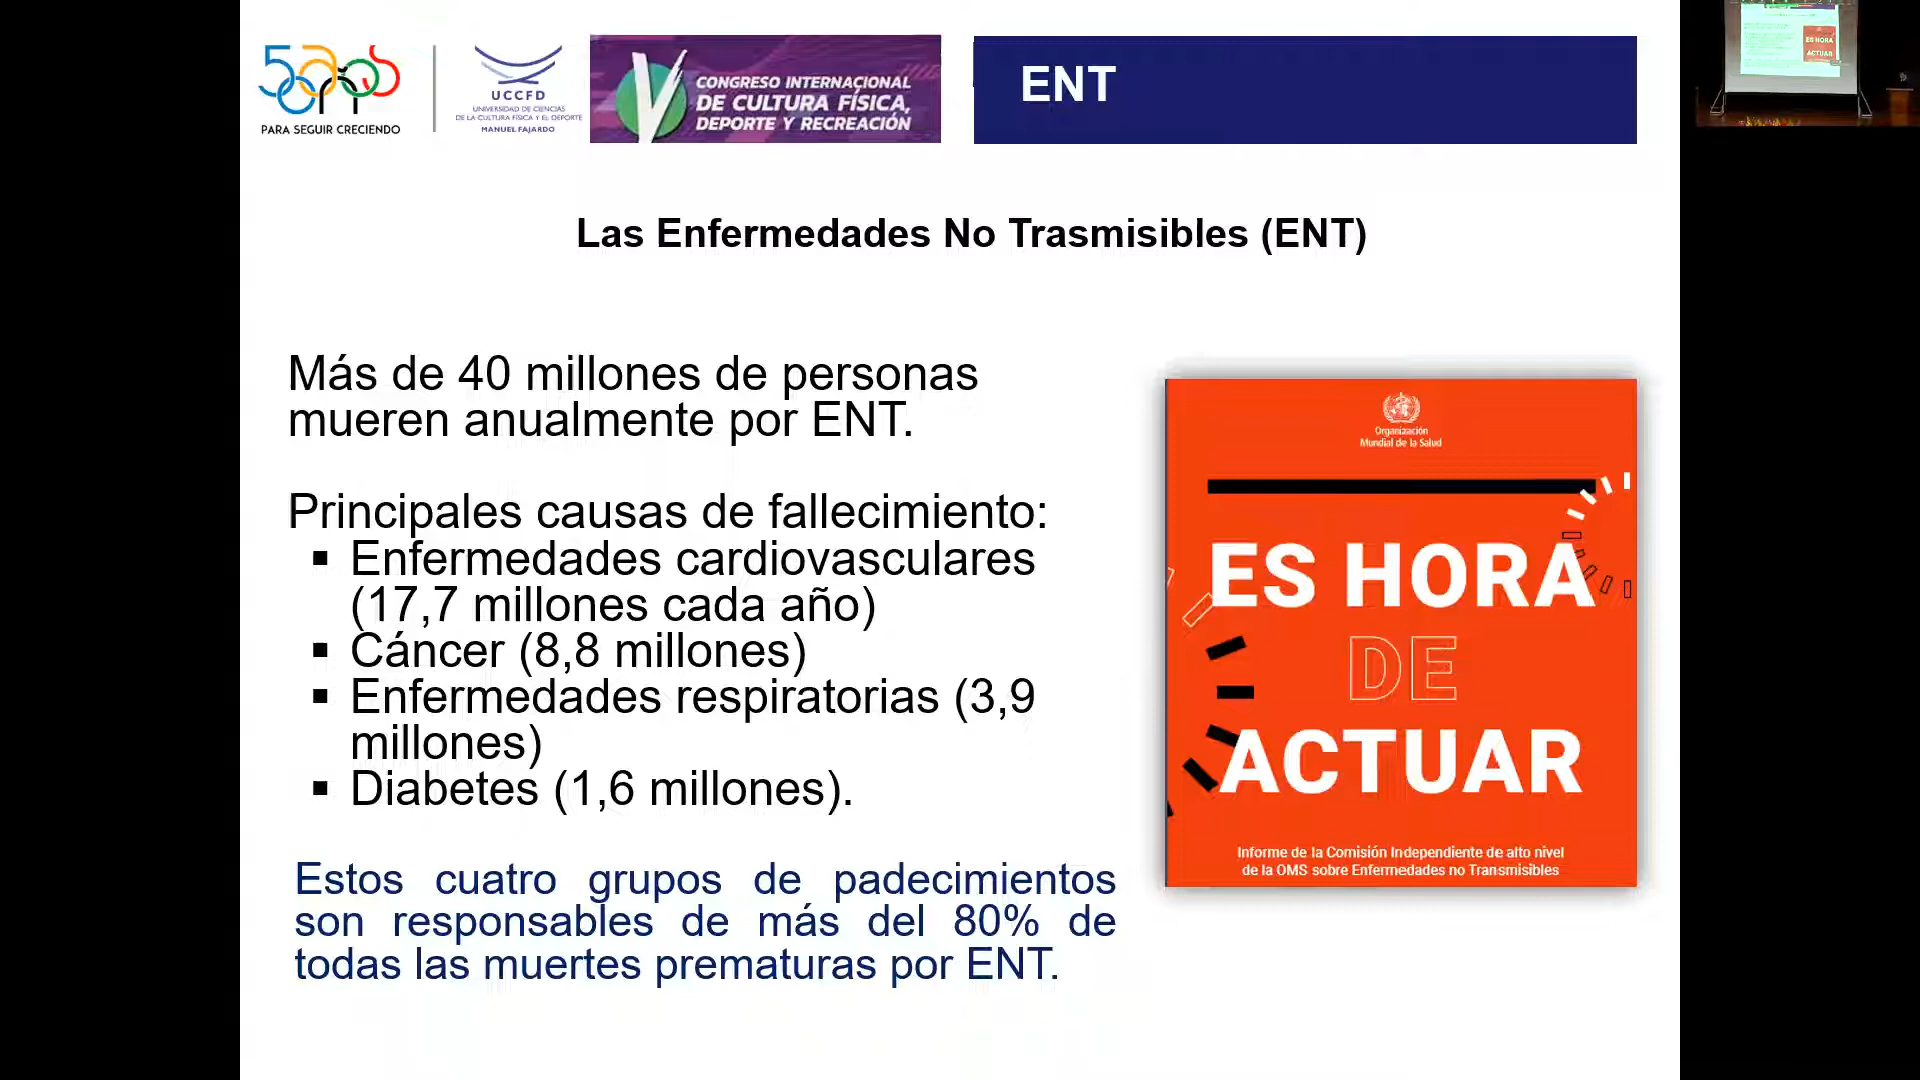 50 AÑOS
PARA SEGUIR CRECIENDO
UCCFD
UNIVERSIDAD DE CIENCIAS
DE LA CULTURA FÍSICA Y EL DEPORTE
MANUEL FAJARDO
V CONGRESO INTERNACIONAL
DE CULTURA FÍSICA,
DEPORTE Y RECREACIÓN
ENT
Las Enfermedades No Trasmisibles (ENT)
Más de 40 millones de personas
mueren anualmente por ENT.
Principales causas de fallecimiento:
▪ Enfermedades cardiovasculares
(17,7 millones cada año)
▪ Cáncer (8,8 millones)
▪ Enfermedades respiratorias (3,9
millones)
▪ Diabetes (1,6 millones).
Estos cuatro grupos de padecimientos
son responsables de más del 80% de
todas las muertes prematuras por ENT.
Organización
Mundial de la Salud
ES HORA
DE
ACTUAR
Informe de la Comisión Independiente de alto nivel
de la OMS sobre Enfermedades no Transmisibles
ES HORA
ACTUAR